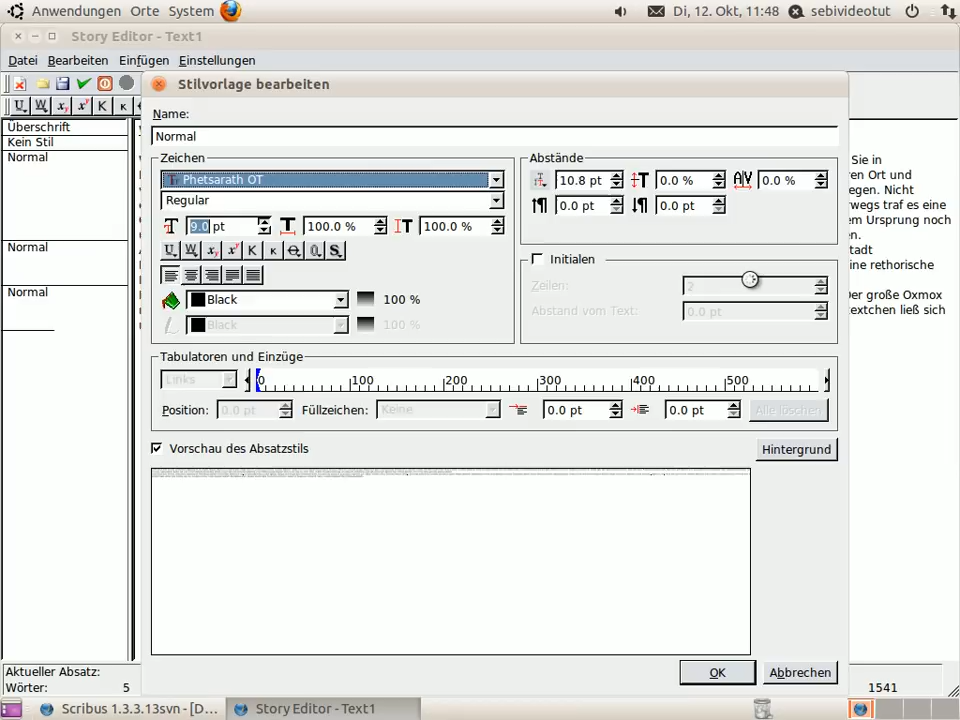 Anwendungen Orte System
Di, 12. Okt, 11:48 sebivideotut
Story Editor - Text1
Datei Bearbeiten Einfügen Einstellungen
Stilvorlage bearbeiten
Überschrift
Kein Stil
Normal
Normal
Normal
Name:
Normal
Zeichen
Phetsarath OT
Regular
9.0 pt 100.0 % 100.0 %
Black 100 %
Black 100 %
Abstände
10.8 pt 0.0 % 0.0 %
0.0 pt 0.0 pt
Initialen
Zeilen: 2
Abstand vom Text: 0.0 pt
Tabulatoren und Einzüge
Links 0 100 200 300 400 500
Position: 0.0 pt Füllzeichen: Keine 0.0 pt 0.0 pt Alle löschen
Vorschau des Absatzstils
Hintergrund
Sie in
en Ort und
egen. Nicht
rwegs traf es eine
em Ursprung noch
en.
tadt
eine rethorische
Der große Oxmox
extchen ließ sich
OK Abbrechen
Aktueller Absatz:
Wörter: 5
1541
Scribus 1.3.3.13svn - [D...
Story Editor - Text1